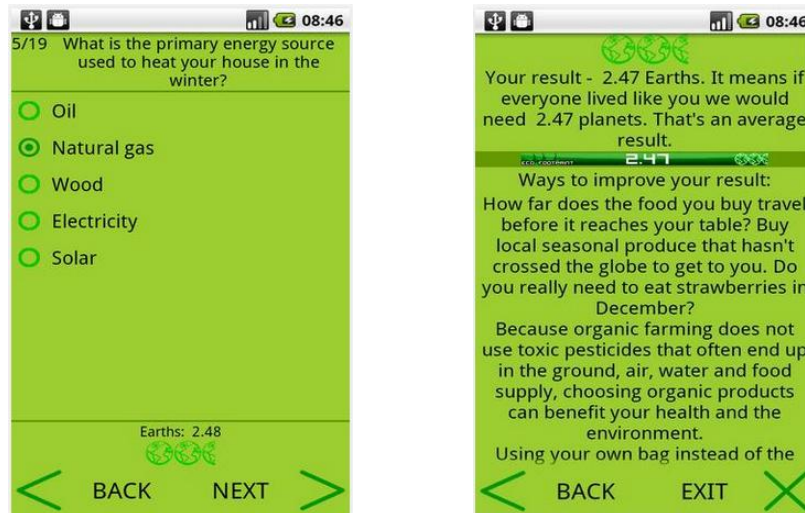 08:46
5/19 What is the primary energy source
used to heat your house in the
winter?
Oil
Natural gas
Wood
Electricity
Solar
Earths: 2.48
BACK NEXT
08:46
Your result - 2.47 Earths. It means if
everyone lived like you we would
need 2.47 planets. That's an average
result.
ECO FOOTPRINT 2.47
Ways to improve your result:
How far does the food you buy travel
before it reaches your table? Buy
local seasonal produce that hasn't
crossed the globe to get to you. Do
you really need to eat strawberries in
December?
Because organic farming does not
use toxic pesticides that often end up
in the ground, air, water and food
supply, choosing organic products
can benefit your health and the
environment.
Using your own bag instead of the
BACK EXIT